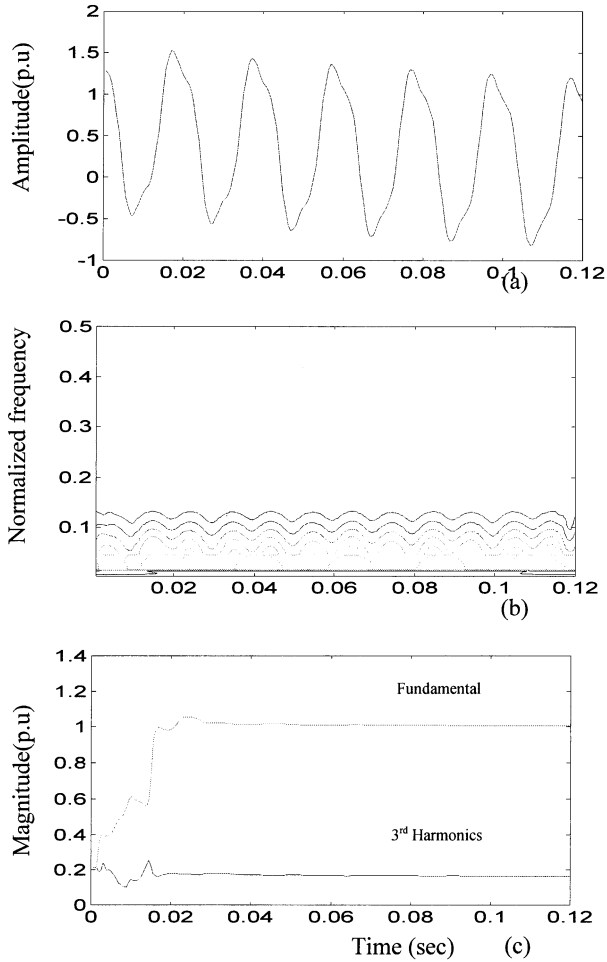 Amplitude(p.u)
2
1.5
1
0.5
0
-0.5
-1
0 0.02 0.04 0.06 0.08 0.1 0.12
(a)
Normalized frequency
0.5
0.4
0.3
0.2
0.1
0.02 0.04 0.06 0.08 0.1 0.12
(b)
Magnitude(p.u)
1.4
1.2
1
0.8
0.6
0.4
0.2
0
Fundamental
3rd Harmonics
0 0.02 0.04 0.06 0.08 0.1 0.12
Time (sec) (c)